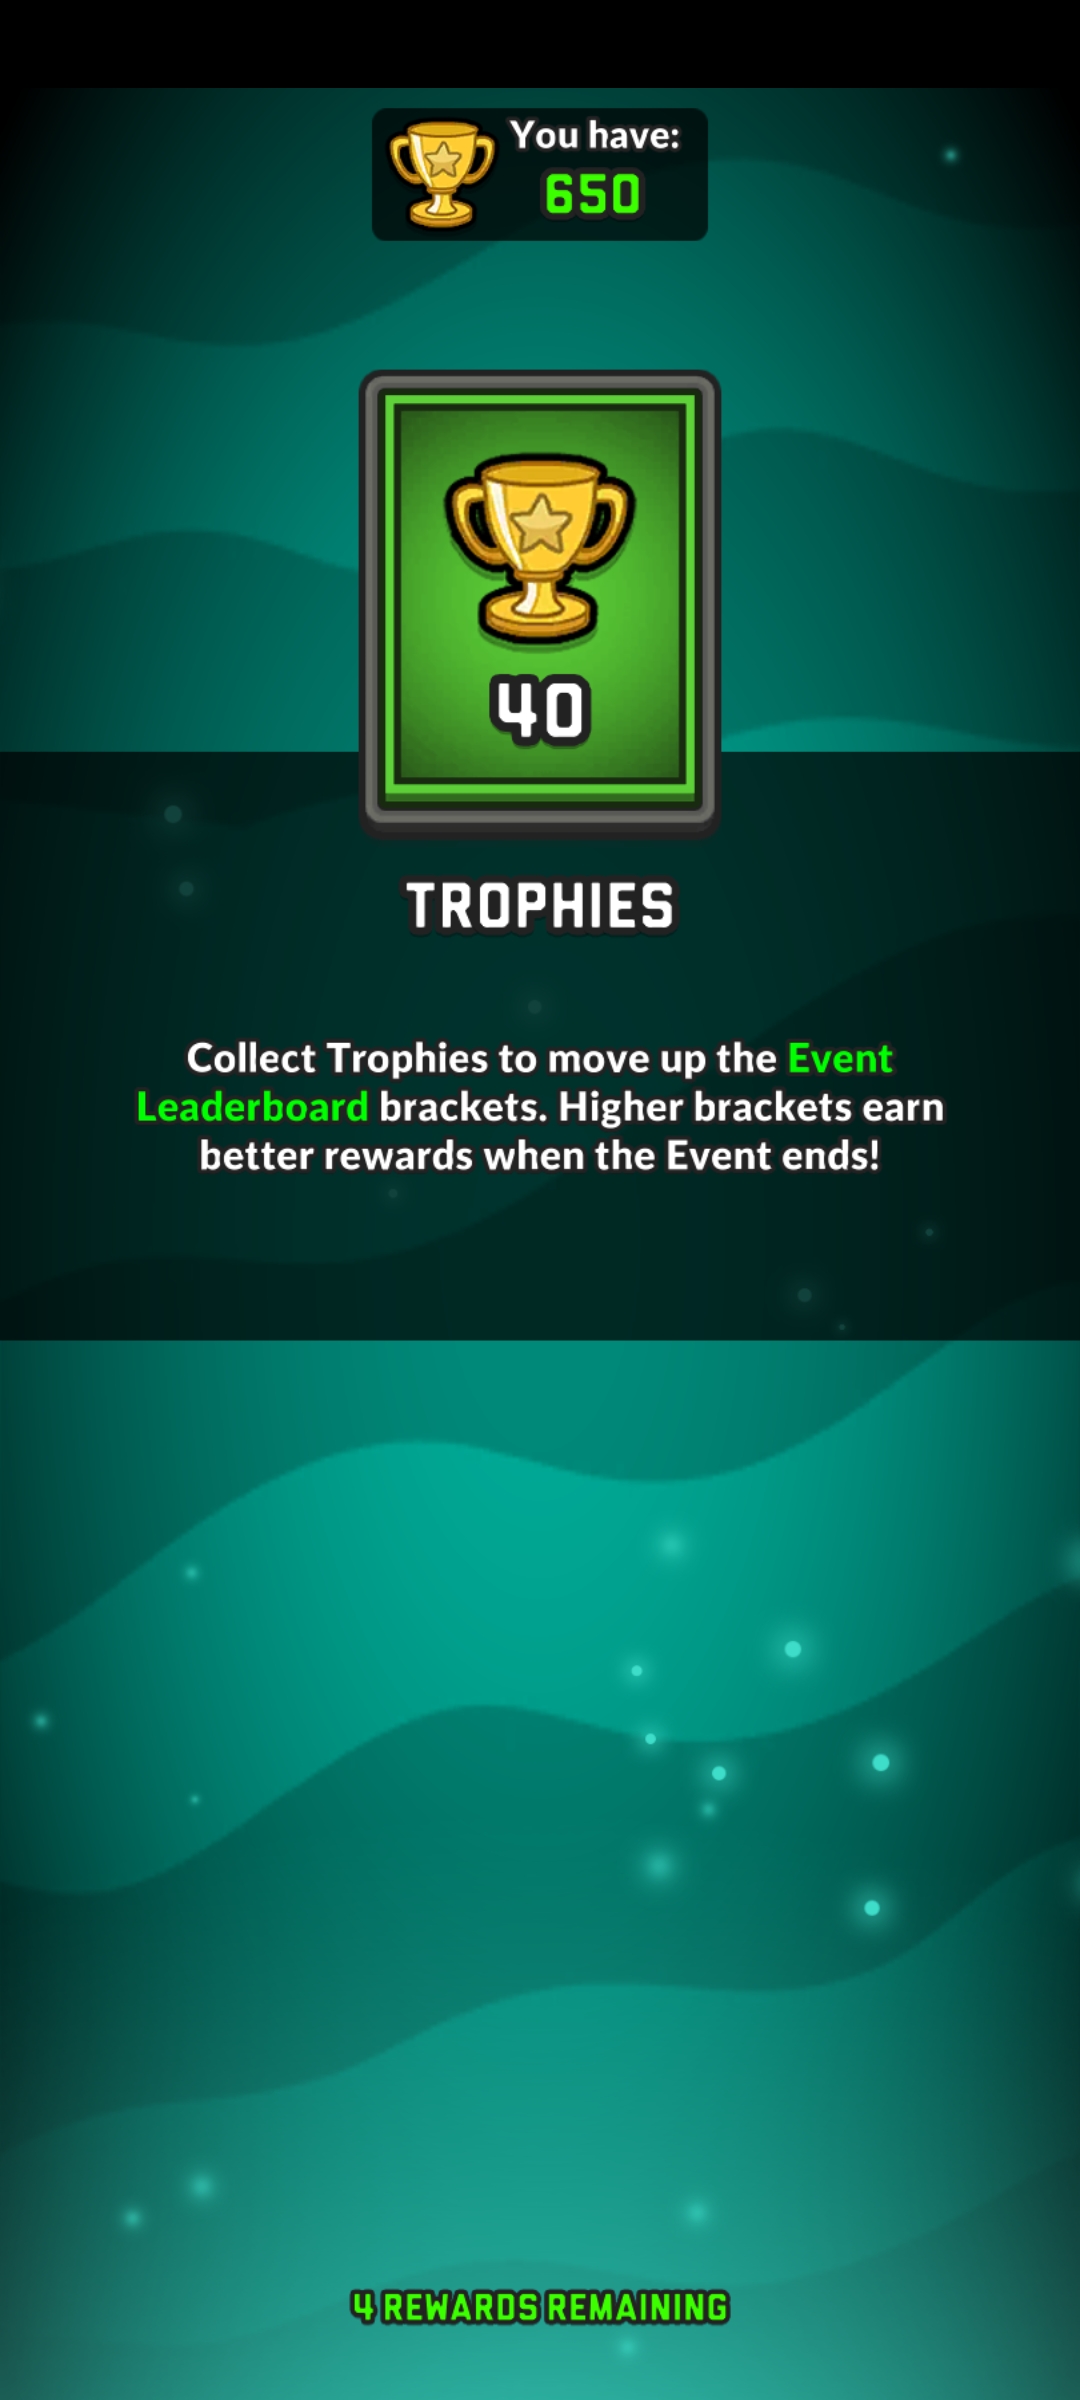 You have:
650
40
TROPHIES
Collect Trophies to move up the Event
Leaderboard brackets. Higher brackets earn
better rewards when the Event ends!
4 REWARDS REMAINING